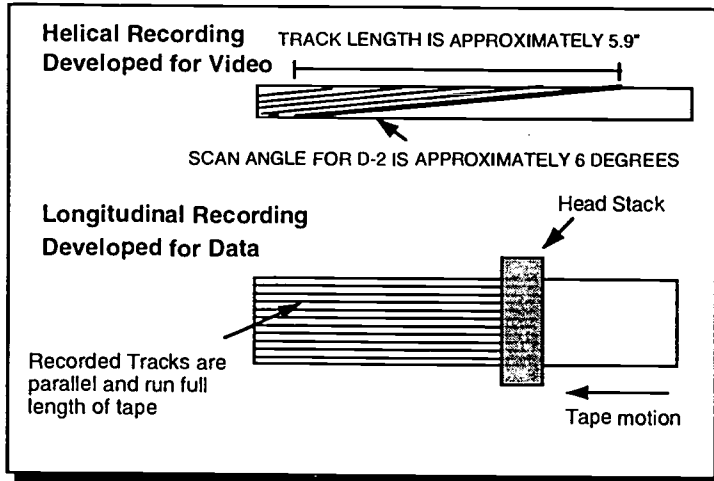 Helical Recording
Developed for Video
TRACK LENGTH IS APPROXIMATELY 5.9"
SCAN ANGLE FOR D-2 IS APPROXIMATELY 6 DEGREES
Longitudinal Recording
Developed for Data
Head Stack
Recorded Tracks are
parallel and run full
length of tape
Tape motion